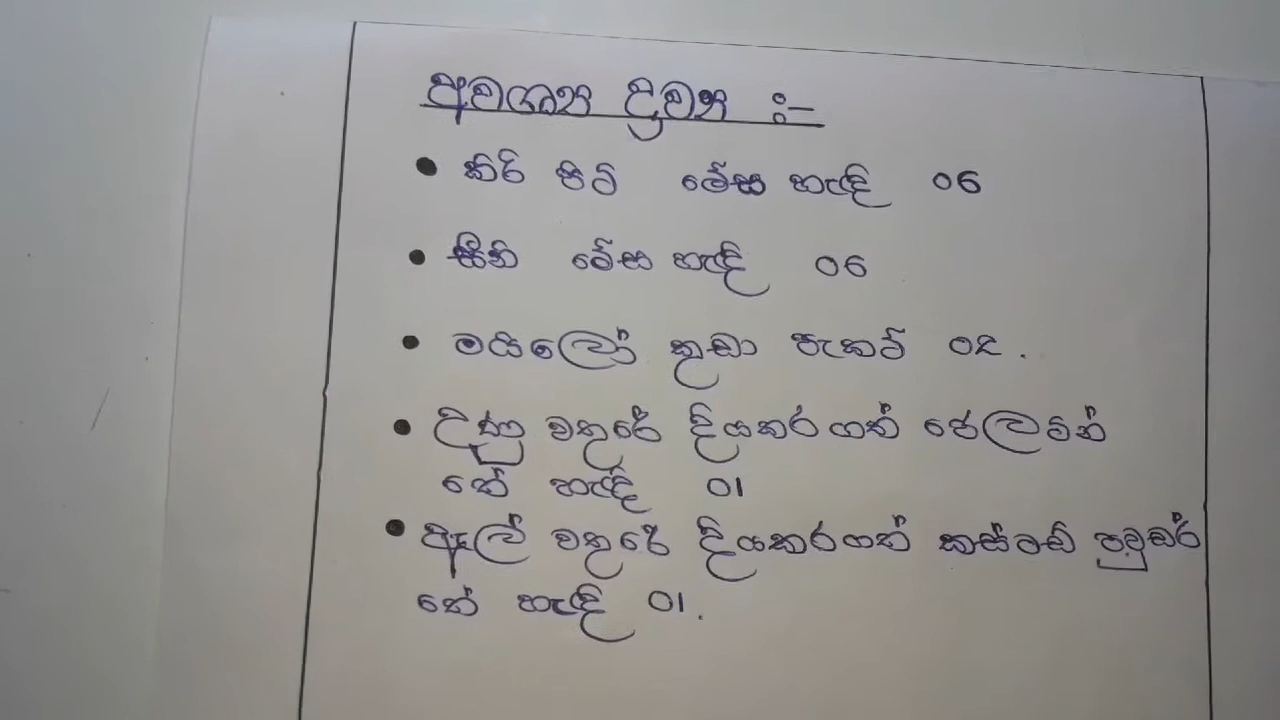 අවශ්‍ය ද්‍රව්‍ය :-
• කිරි පිටි මේස හැඳි 06
• සීනි මේස හැඳි 06
• මයිලෝ කුඩා පැකට් 02.
• උණු වතුරේ දියකරගත් ජෙලටින්
තේ හැඳි 01
• ඇල් වතුරේ දියකරගත් කස්ටඩ් පවුඩර්
තේ හැඳි 01.